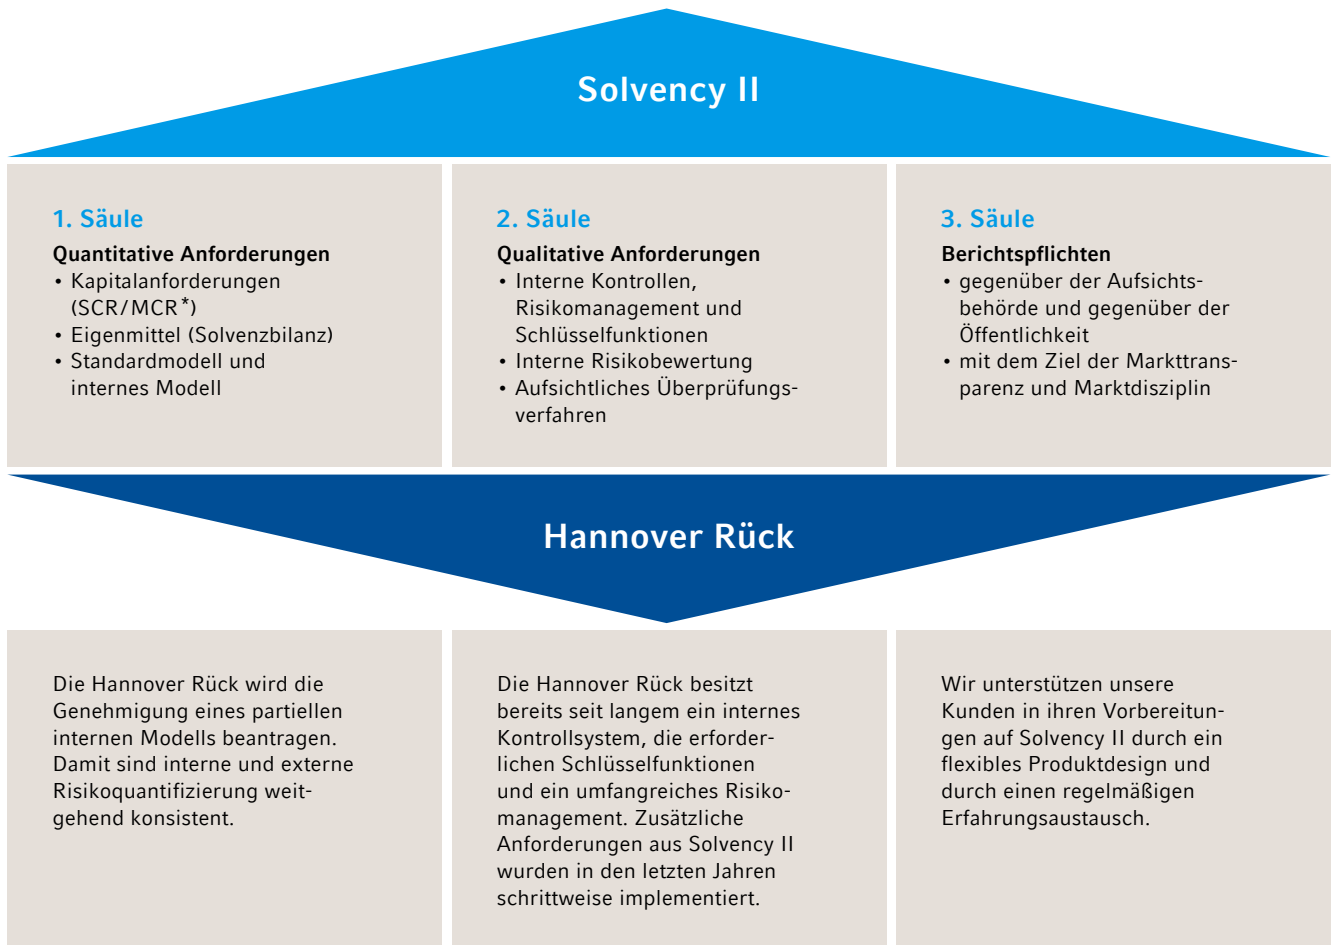 Solvency II
1. Säule
Quantitative Anforderungen
• Kapitalanforderungen
(SCR/MCR*)
• Eigenmittel (Solvenzbilanz)
• Standardmodell und
internes Modell
2. Säule
Qualitative Anforderungen
• Interne Kontrollen,
Risikomanagement und
Schlüsselfunktionen
• Interne Risikobewertung
• Aufsichtliches Überprüfungs-
verfahren
3. Säule
Berichtspflichten
• gegenüber der Aufsichts-
behörde und gegenüber der
Öffentlichkeit
• mit dem Ziel der Markttrans-
parenz und Marktdisziplin
Hannover Rück
Die Hannover Rück wird die
Genehmigung eines partiellen
internen Modells beantragen.
Damit sind interne und externe
Risikoquantifizierung weit-
gehend konsistent.
Die Hannover Rück besitzt
bereits seit langem ein internes
Kontrollsystem, die erforder-
lichen Schlüsselfunktionen
und ein umfangreiches Risiko-
management. Zusätzliche
Anforderungen aus Solvency II
wurden in den letzten Jahren
schrittweise implementiert.
Wir unterstützen unsere
Kunden in ihren Vorbereitun-
gen auf Solvency II durch ein
flexibles Produktdesign und
durch einen regelmäßigen
Erfahrungsaustausch.